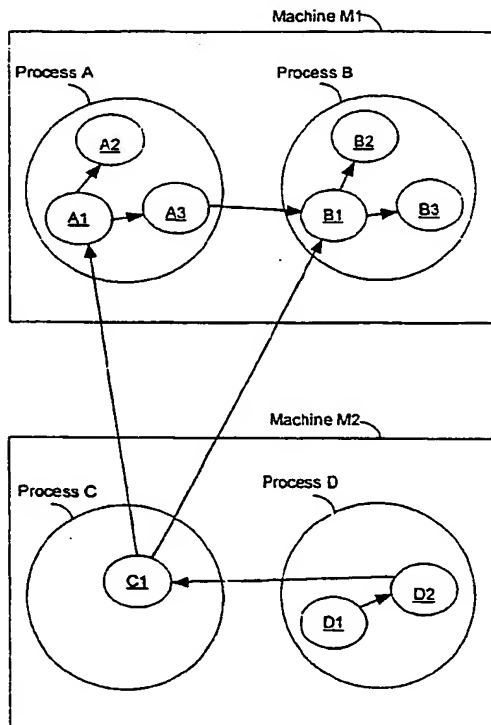 Machine M1
Process A
Process B
A2
B2
A1
A3
B1
B3
Machine M2
Process C
Process D
C1
D2
D1